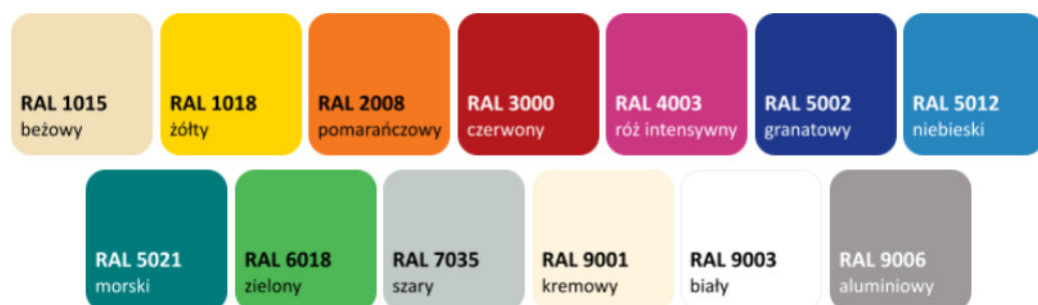 RAL 1015
beżowy
RAL 1018
żółty
RAL 2008
pomarańczowy
RAL 3000
czerwony
RAL 4003
róż intensywny
RAL 5002
granatowy
RAL 5012
niebieski
RAL 5021
morski
RAL 6018
zielony
RAL 7035
szary
RAL 9001
kremowy
RAL 9003
biały
RAL 9006
aluminiowy